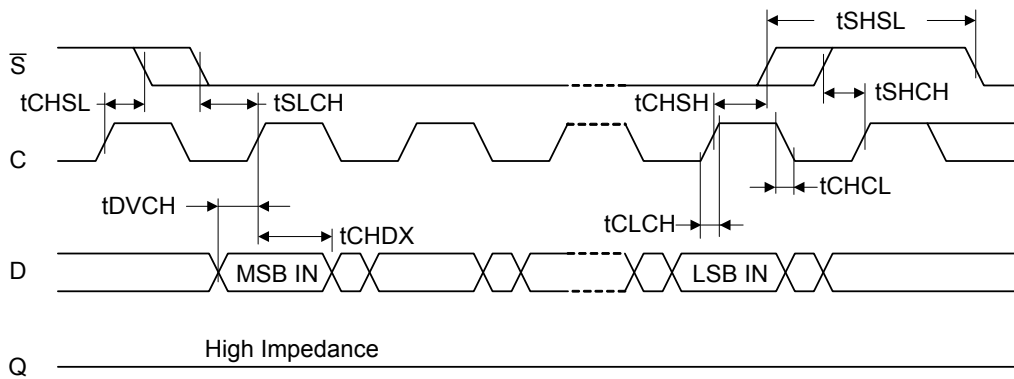 tSHSL
S̅
tCHSL
tSLCH
tCHSH
tSHCH
C
tDVCH
tCHDX
tCLCH
tCHCL
D
MSB IN
LSB IN
High Impedance
Q